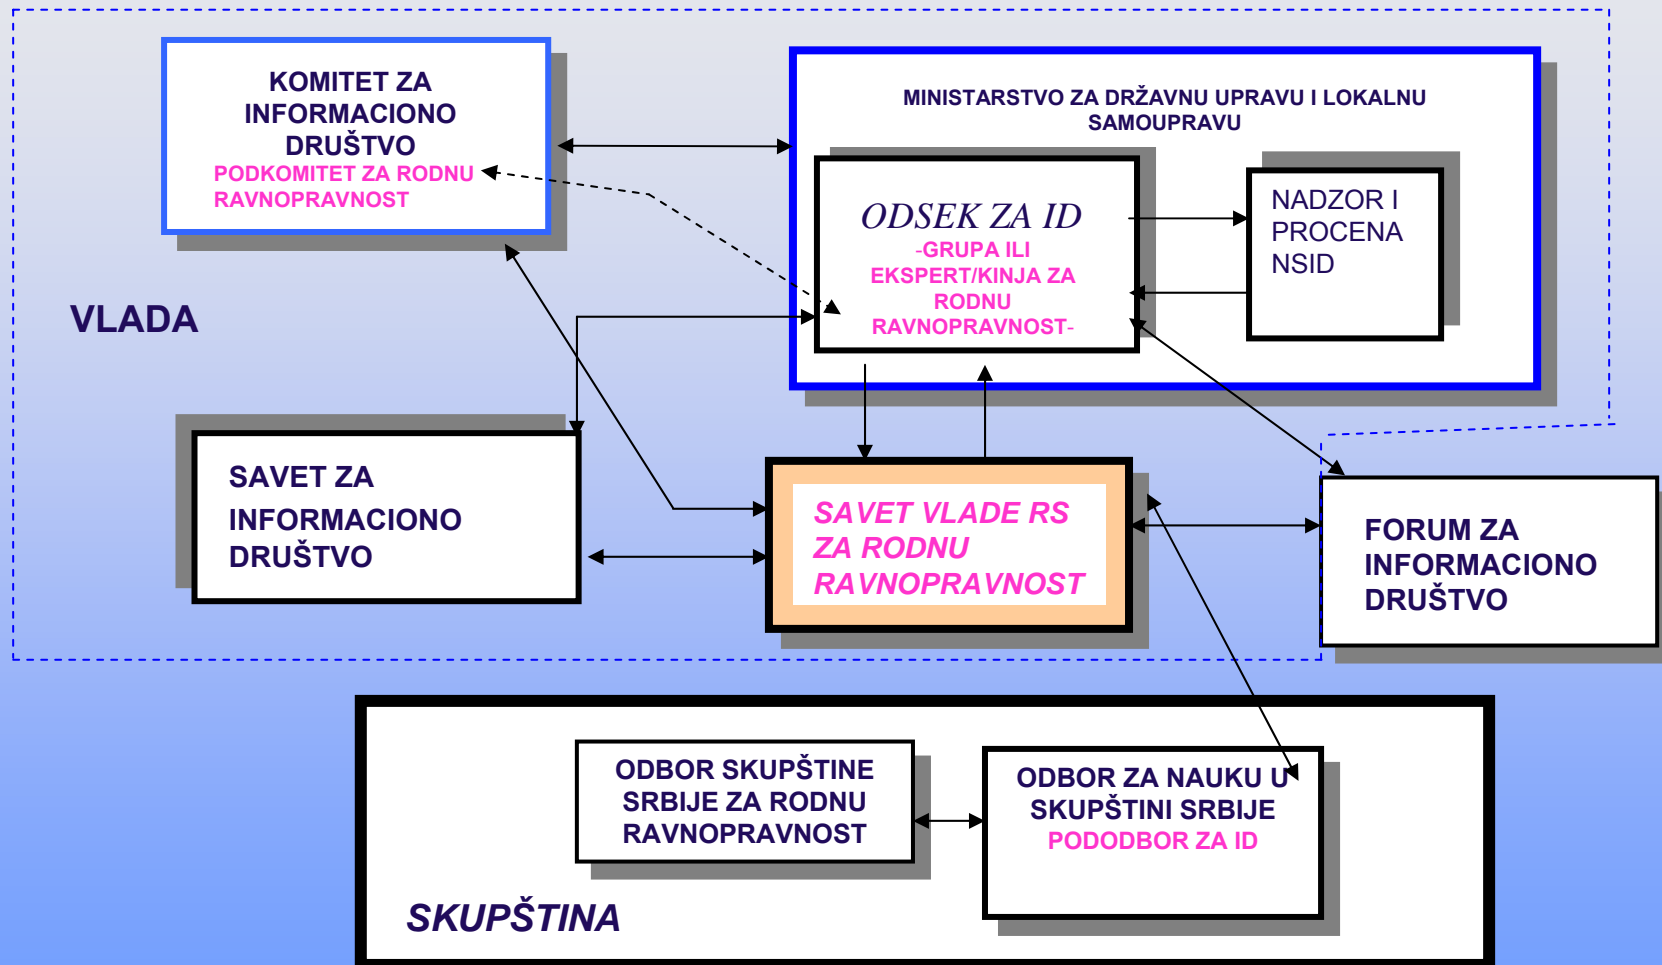 KOMITET ZA
INFORMACIONO
DRUŠTVO
PODKOMITET ZA RODNU
RAVNOPRAVNOST
MINISTARSTVO ZA DRŽAVNU UPRAVU I LOKALNU
SAMOUPRAVU
ODSEK ZA ID
-GRUPA ILI
EKSPERT/KINJA ZA
RODNU
RAVNOPRAVNOST-
NADZOR I
PROCENA
NSID
VLADA
SAVET ZA
INFORMACIONO
DRUŠTVO
SAVET VLADE RS
ZA RODNU
RAVNOPRAVNOST
FORUM ZA
INFORMACIONO
DRUŠTVO
ODBOR SKUPŠTINE
SRBIJE ZA RODNU
RAVNOPRAVNOST
ODBOR ZA NAUKU U
SKUPŠTINI SRBIJE
PODODBOR ZA ID
SKUPŠTINA